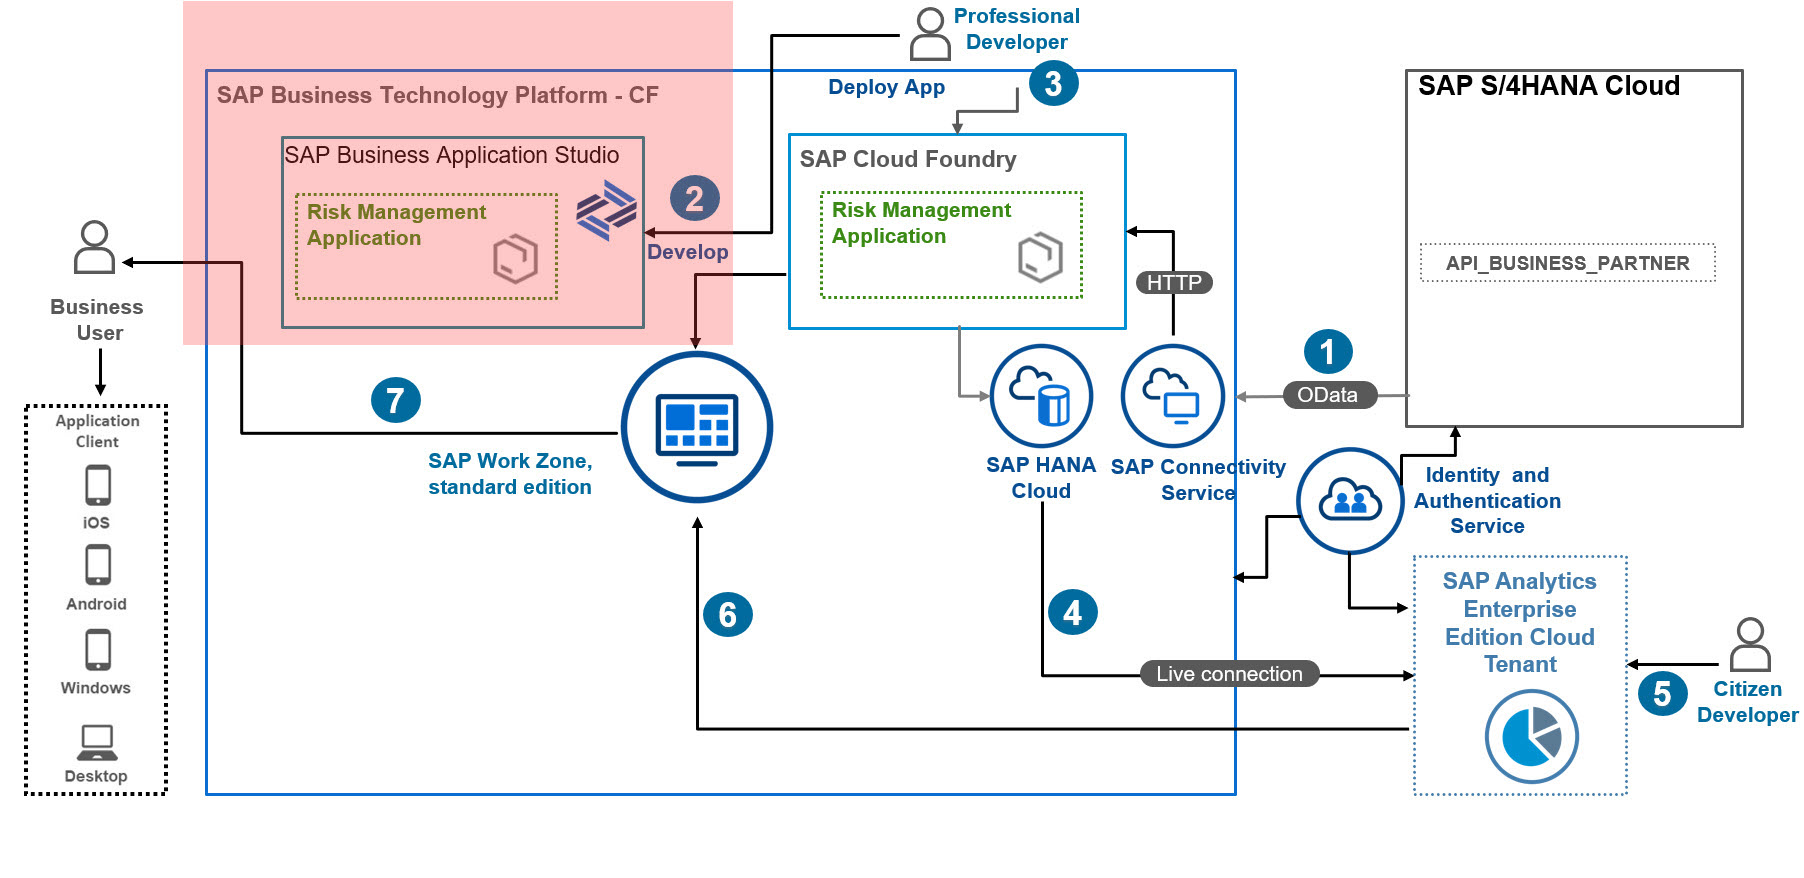 Professional
Developer
3
Deploy App
SAP Business Technology Platform - CF
SAP Business Application Studio
Risk Management
Application
2
Develop
SAP Cloud Foundry
Risk Management
Application
HTTP
SAP S/4HANA Cloud
API_BUSINESS_PARTNER
1
OData
Business
User
7
Application
Client
iOS
Android
Windows
Desktop
SAP Work Zone,
standard edition
SAP HANA
Cloud
SAP Connectivity
Service
Identity and
Authentication
Service
6
4
Live connection
SAP Analytics
Enterprise
Edition Cloud
Tenant
5
Citizen
Developer